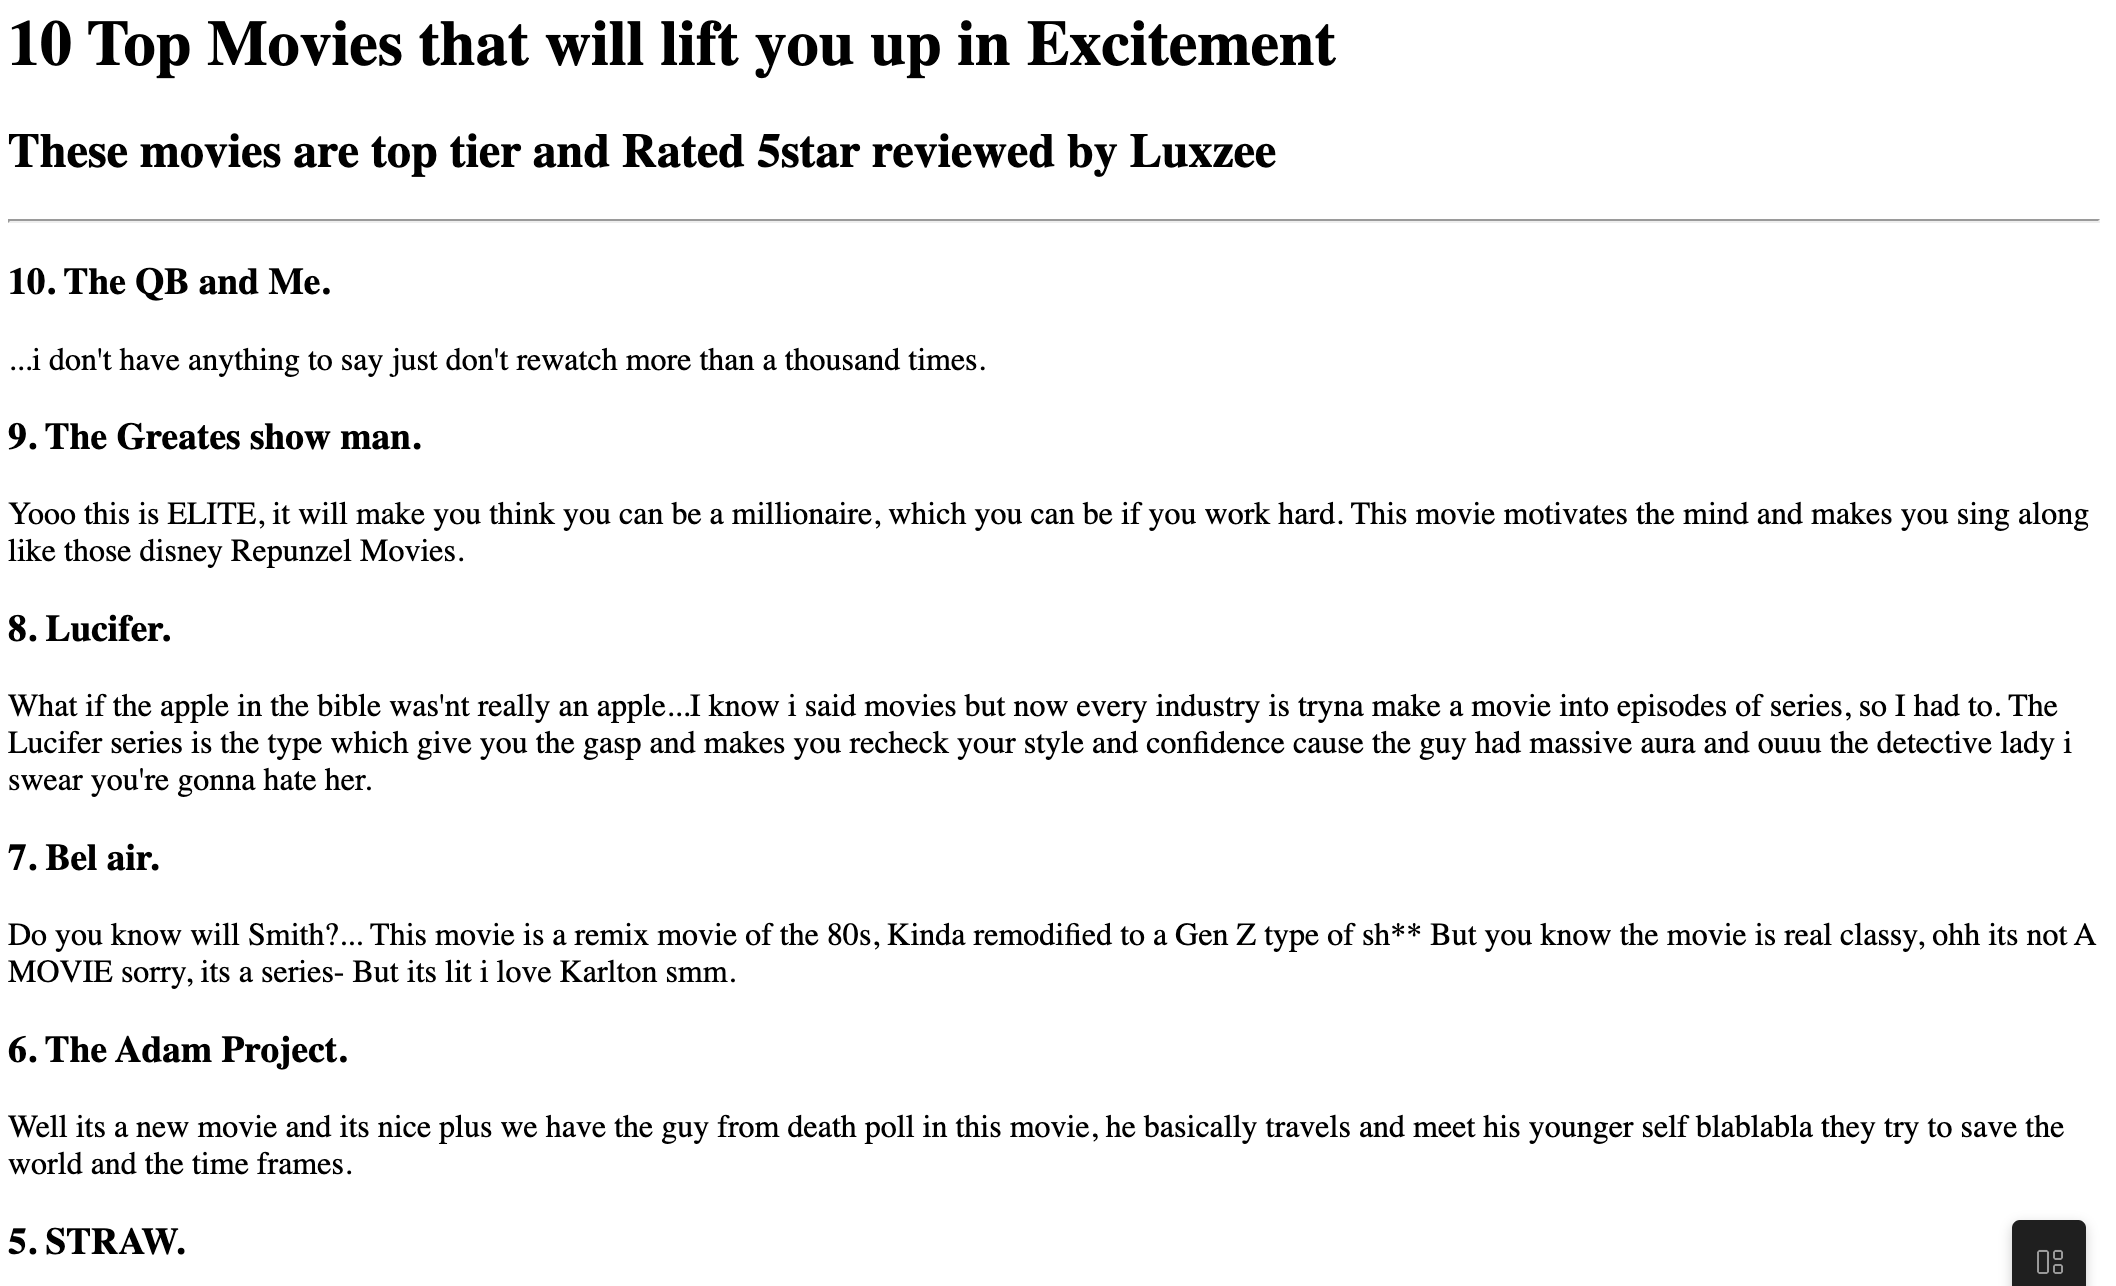 10 Top Movies that will lift you up in Excitement
These movies are top tier and Rated 5star reviewed by Luxzee
10. The QB and Me.
...i don't have anything to say just don't rewatch more than a thousand times.
9. The Greates show man.
Yooo this is ELITE, it will make you think you can be a millionaire, which you can be if you work hard. This movie motivates the mind and makes you sing along
like those disney Repunzel Movies.
8. Lucifer.
What if the apple in the bible was'nt really an apple...I know i said movies but now every industry is tryna make a movie into episodes of series, so I had to. The
Lucifer series is the type which give you the gasp and makes you recheck your style and confidence cause the guy had massive aura and ouuu the detective lady i
swear you're gonna hate her.
7. Bel air.
Do you know will Smith?... This movie is a remix movie of the 80s, Kinda remodified to a Gen Z type of sh** But you know the movie is real classy, ohh its not A
MOVIE sorry, its a series- But its lit i love Karlton smm.
6. The Adam Project.
Well its a new movie and its nice plus we have the guy from death poll in this movie, he basically travels and meet his younger self blablabla they try to save the
world and the time frames.
5. STRAW.